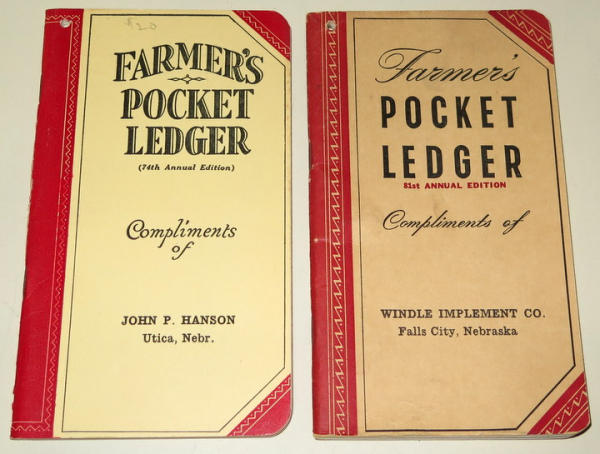 $20
FARMER'S
POCKET
LEDGER
(74th Annual Edition)
Compliments
of
JOHN P. HANSON
Utica, Nebr.
Farmer's
POCKET
LEDGER
81st ANNUAL EDITION
Compliments of
WINDLE IMPLEMENT CO.
Falls City, Nebraska